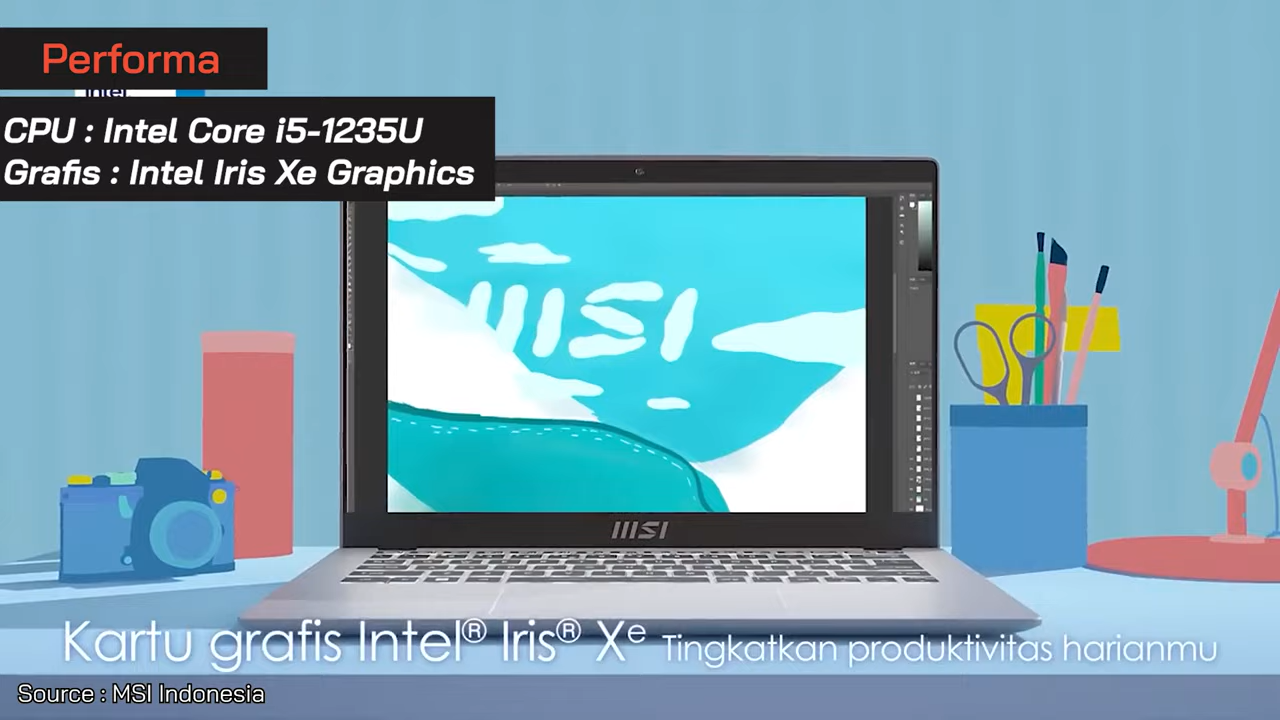 Performa
intel.
CPU : Intel Core i5-1235U
Grafis : Intel Iris Xe Graphics
MSI
MSI
Kartu grafis Intel® Iris® Xe Tingkatkan produktivitas harianmu
Source : MSI Indonesia